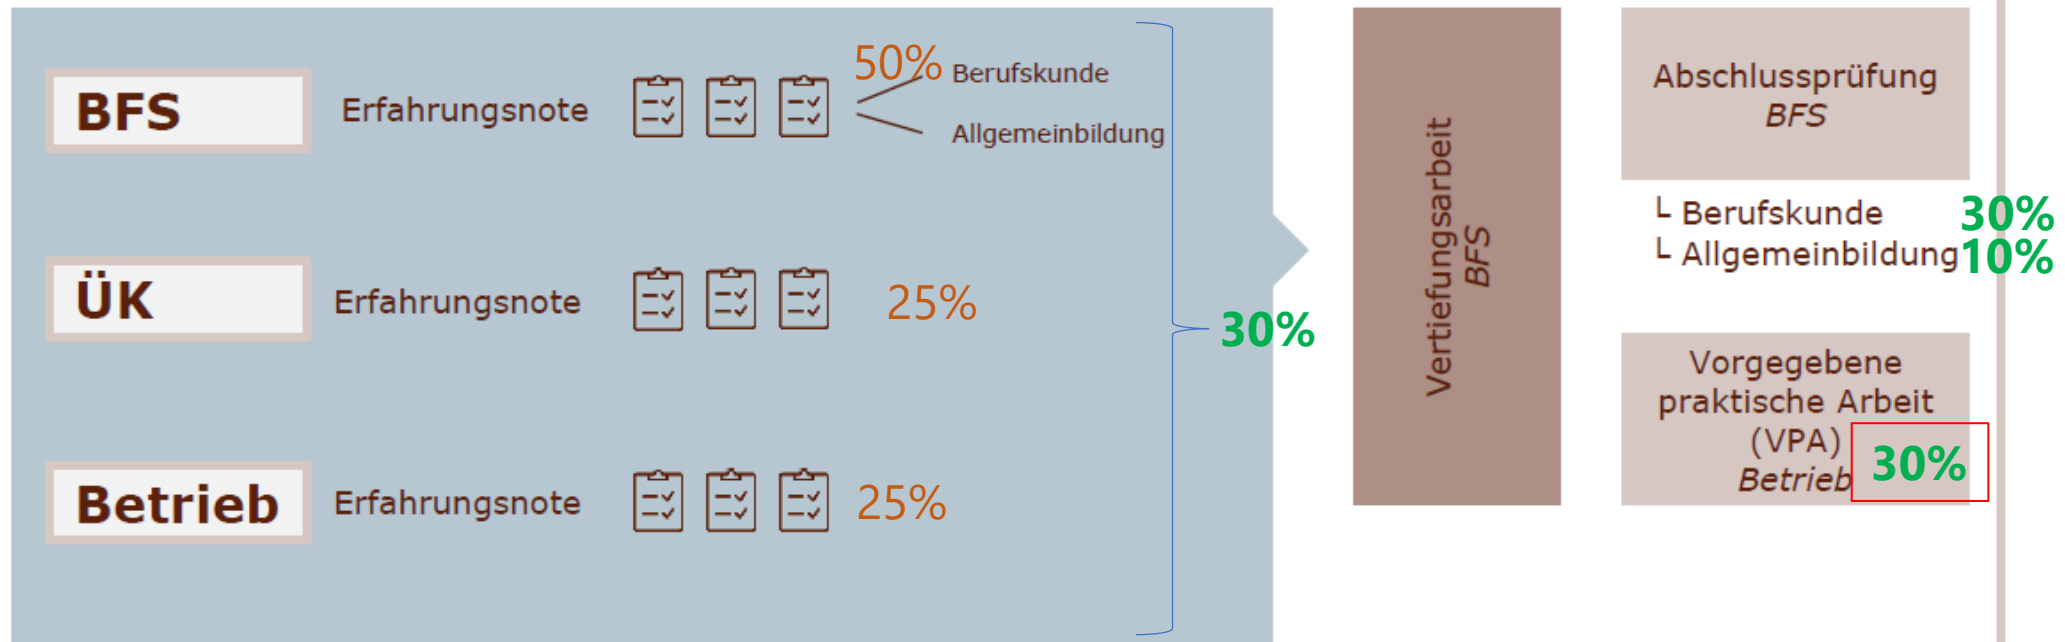 BFS
Erfahrungsnote
50%
Berufskunde
Allgemeinbildung
ÜK
Erfahrungsnote
25%
Betrieb
Erfahrungsnote
25%
30%
Vertiefungsarbeit
BFS
Abschlussprüfung
BFS
└ Berufskunde 30%
└ Allgemeinbildung 10%
Vorgegebene
praktische Arbeit
(VPA)
Betrieb 30%